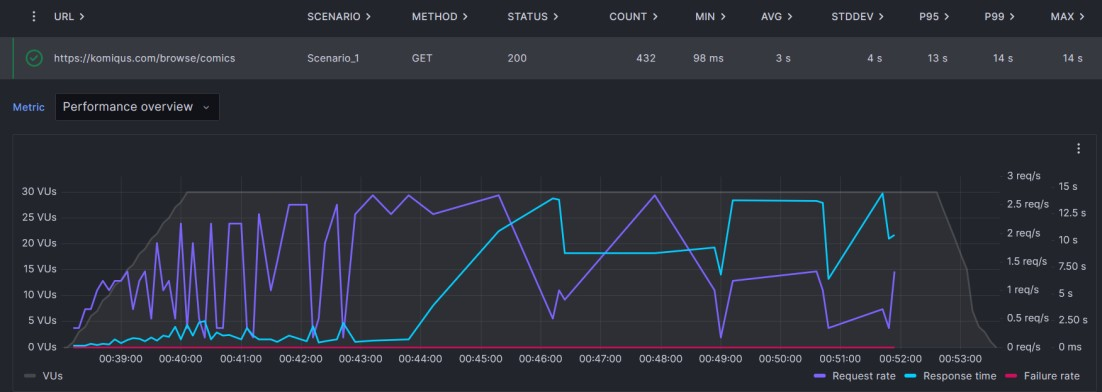 URL > SCENARIO > METHOD > STATUS > COUNT > MIN > AVG > STDDEV > P95 > P99 > MAX >
https://komiqus.com/browse/comics Scenario_1 GET 200 432 98 ms 3 s 4 s 13 s 14 s 14 s
Metric Performance overview
3 req/s
30 VUs 15 s
25 VUs 2.5 req/s 12.5 s
20 VUs 2 req/s 10 s
15 VUs 1.5 req/s 7.50 s
10 VUs 1 req/s 5 s
5 VUs 0.5 req/s 2.50 s
0 VUs 0 req/s 0 ms
00:39:00 00:40:00 00:41:00 00:42:00 00:43:00 00:44:00 00:45:00 00:46:00 00:47:00 00:48:00 00:49:00 00:50:00 00:51:00 00:52:00 00:53:00
VUs Request rate Response time Failure rate